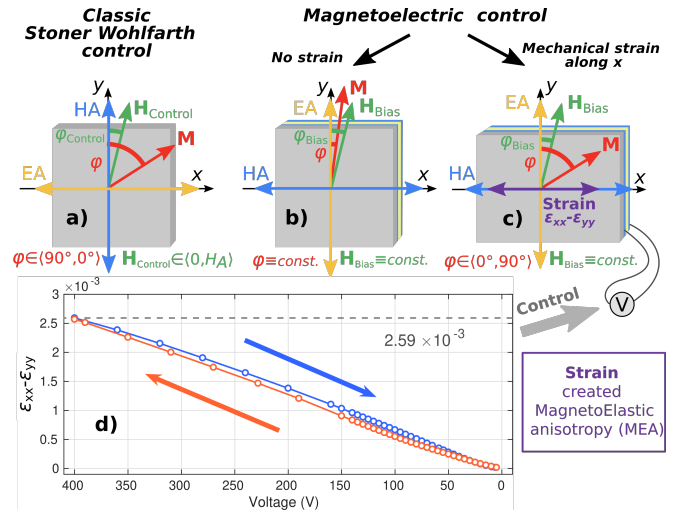 Classic
Stoner Wohlfarth
control
Magnetoelectric control
No strain
Mechanical strain
along x
y
HA
H_Control
φ_Control
M
φ
EA
x
a)
φ∈⟨90°,0°⟩
H_Control∈⟨0,H_A⟩
y
M
EA
H_Bias
φ_Bias
φ
HA
x
b)
φ≡const.
H_Bias≡const.
y
EA
H_Bias
φ_Bias
M
φ
HA
x
Strain
ε_xx-ε_yy
c)
φ∈⟨0°,90°⟩
H_Bias≡const.
V
Control
×10⁻³
3
2.5
2
1.5
1
0.5
0
ε_xx-ε_yy
2.59 ×10⁻³
d)
400
350
300
250
200
150
100
50
0
Voltage (V)
Strain
created
MagnetoElastic
anisotropy (MEA)